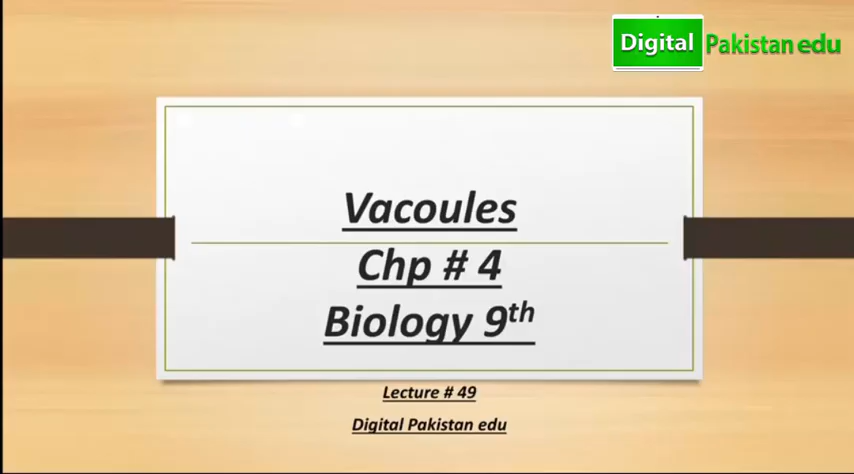 Digital Pakistan edu
Vacoules
Chp # 4
Biology 9th
Lecture # 49
Digital Pakistan edu